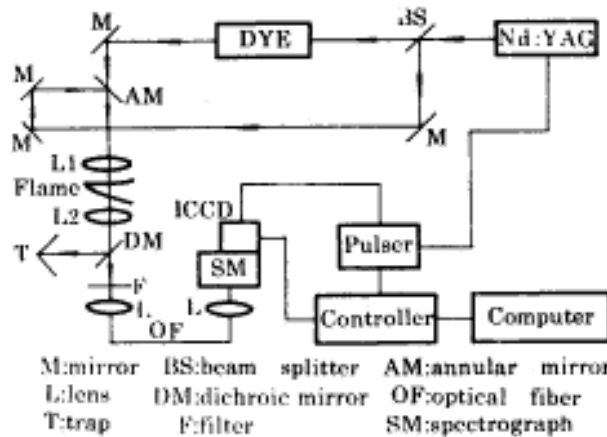 M
DYE
BS
Nd:YAG
M
AM
M
M
L1
Flame
L2
ICCD
DM
T
Pulser
SM
F
L
L
OF
Controller
Computer
M:mirror BS:beam splitter AM:annular mirror
L:lens DM:dichroic mirror OF:optical fiber
T:trap F:filter SM:spectrograph